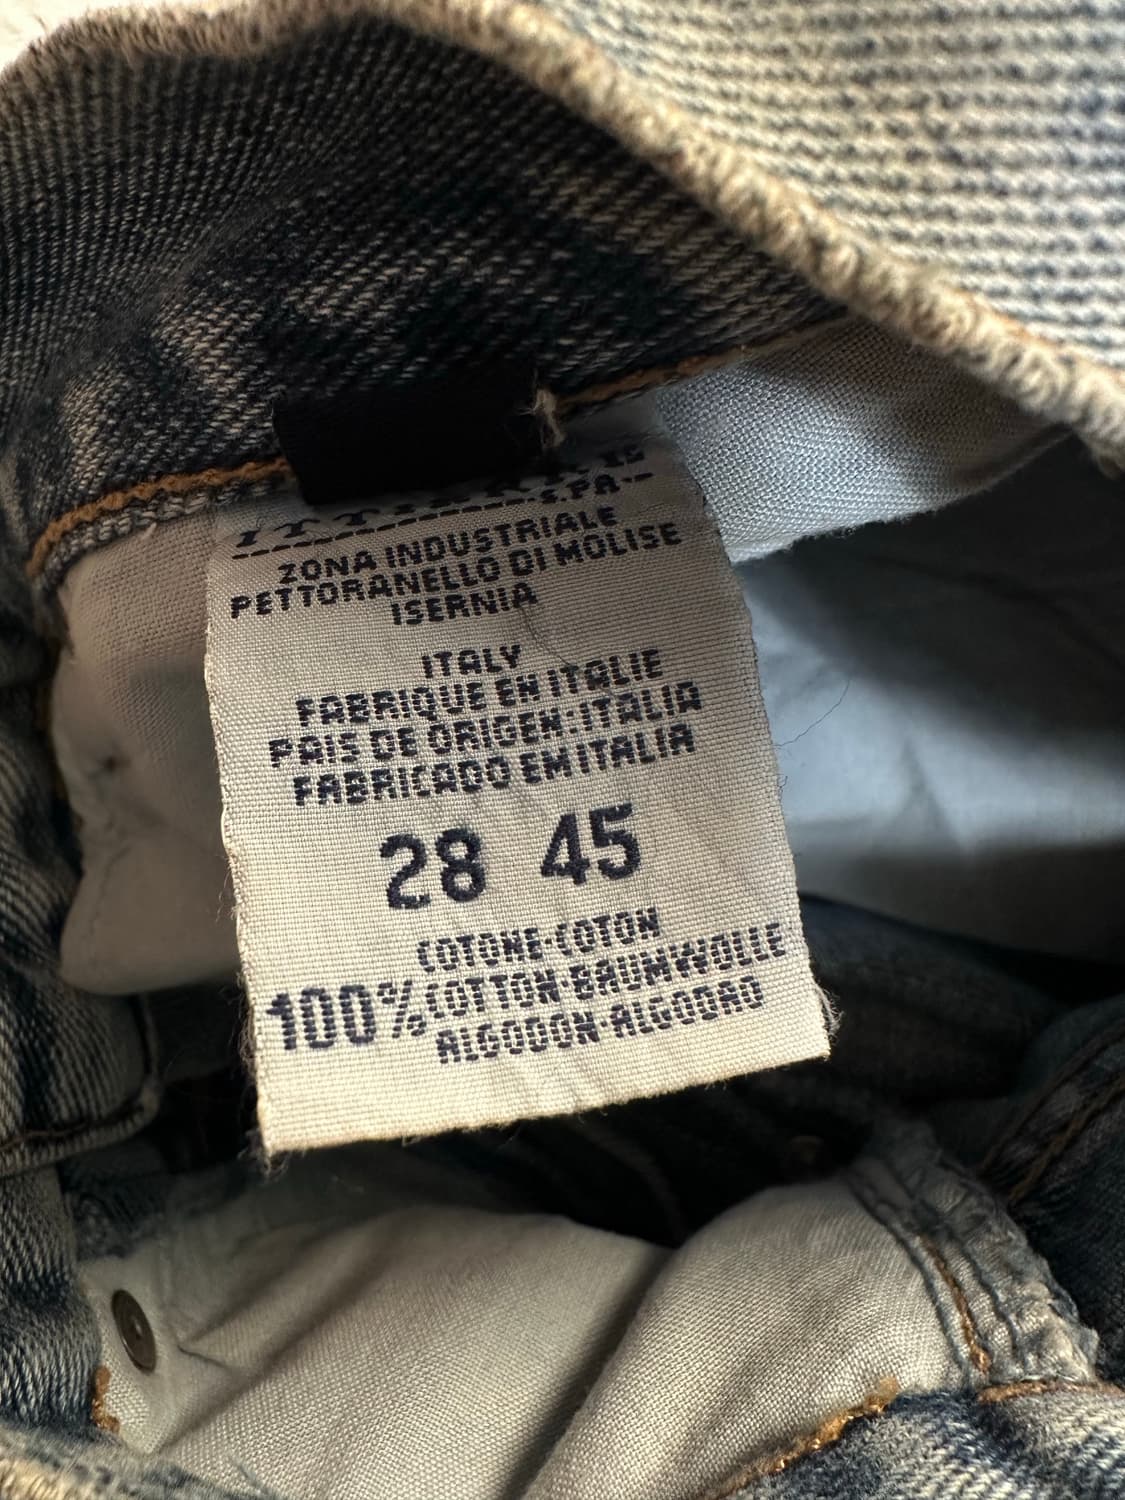 ITTIERRE
S.P.A.
ZONA INDUSTRIALE
PETTORANELLO DI MOLISE
ISERNIA
ITALY
FABRIQUE EN ITALIE
PAIS DE ORIGEN:ITALIA
FABRICADO EM ITALIA
28 45
COTONE-COTON
100% COTTON-BAUMWOLLE
ALGODON-ALGODAO